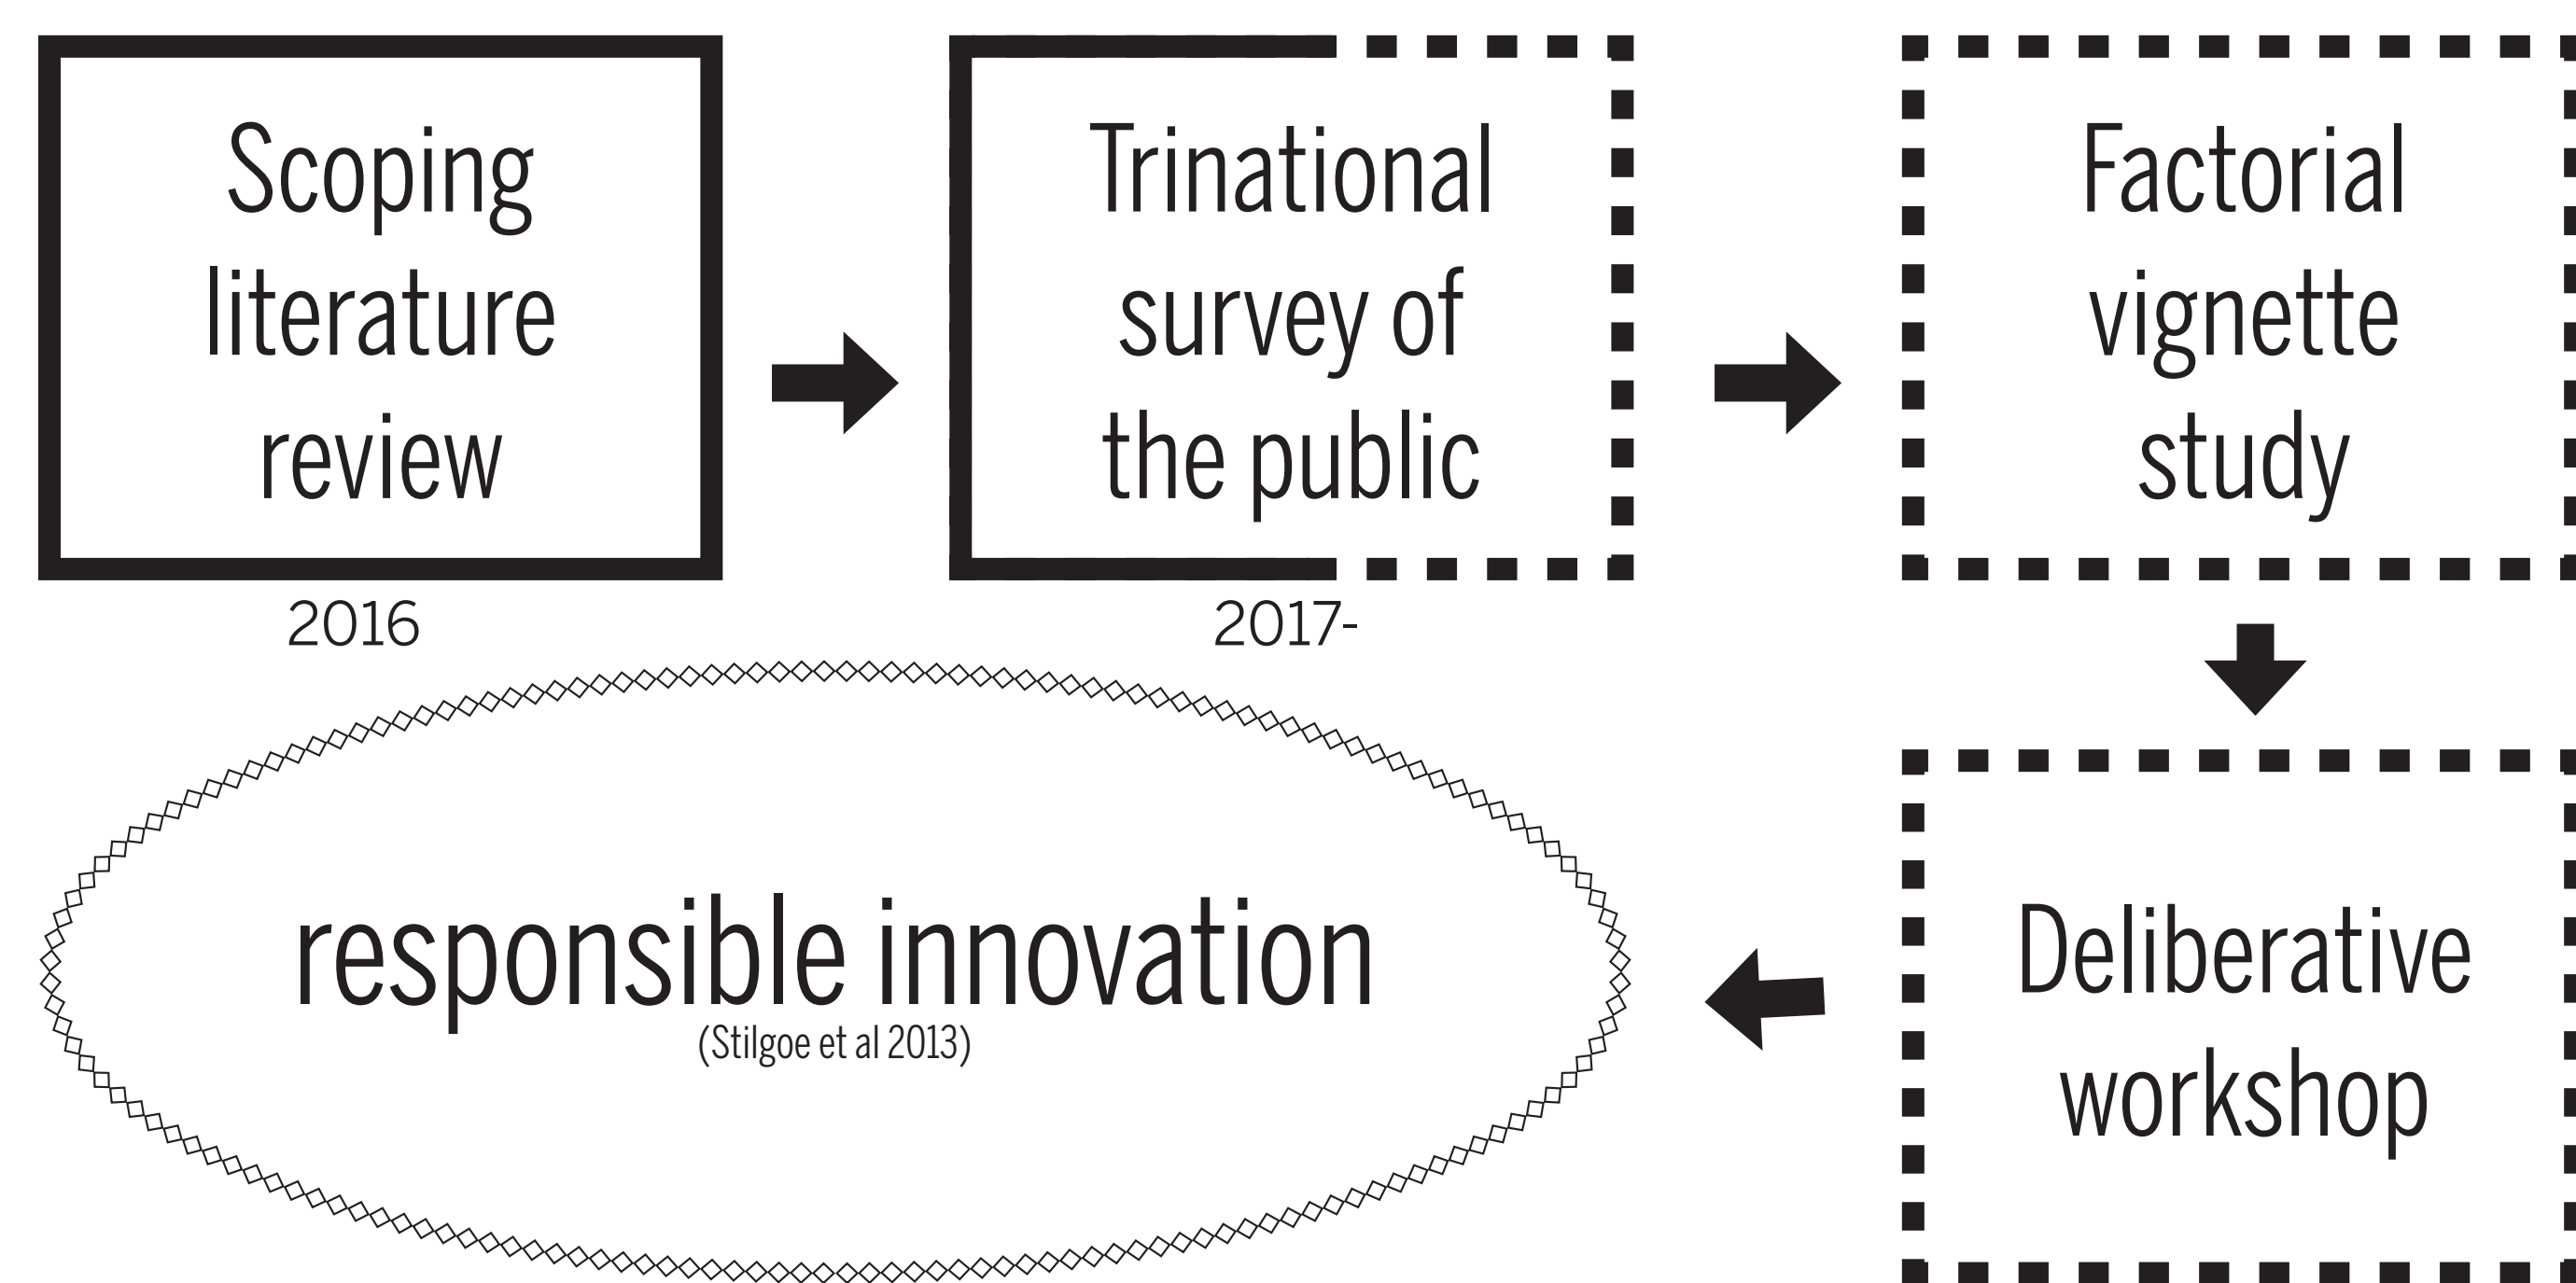 Scoping
literature
review
2016
Trinational
survey of
the public
2017-
Factorial
vignette
study
Deliberative
workshop
responsible innovation
(Stilgoe et al 2013)